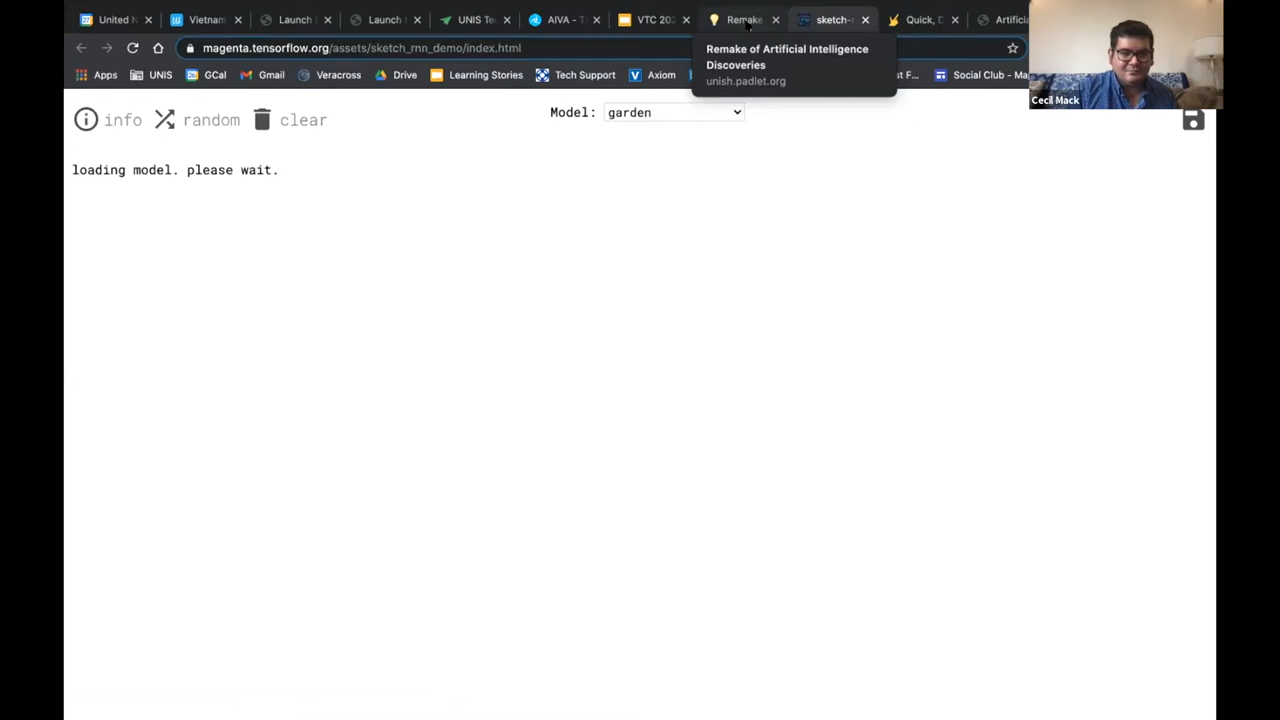 United N
Vietnam
Launch
Launch
UNIS Te
AIVA - T
VTC 202
Remake
sketch-
Quick, D
Artificia
magenta.tensorflow.org/assets/sketch_rnn_demo/index.html
Remake of Artificial Intelligence
Discoveries
unish.padlet.org
Apps
UNIS
GCal
Gmail
Veracross
Drive
Learning Stories
Tech Support
Axiom
t F...
Social Club - Ma
Cecil Mack
info
random
clear
Model:
garden
loading model. please wait.